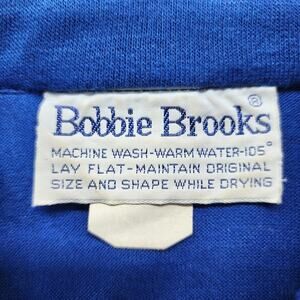 Bobbie Brooks®
MACHINE WASH-WARM WATER-105°
LAY FLAT-MAINTAIN ORIGINAL
SIZE AND SHAPE WHILE DRYING